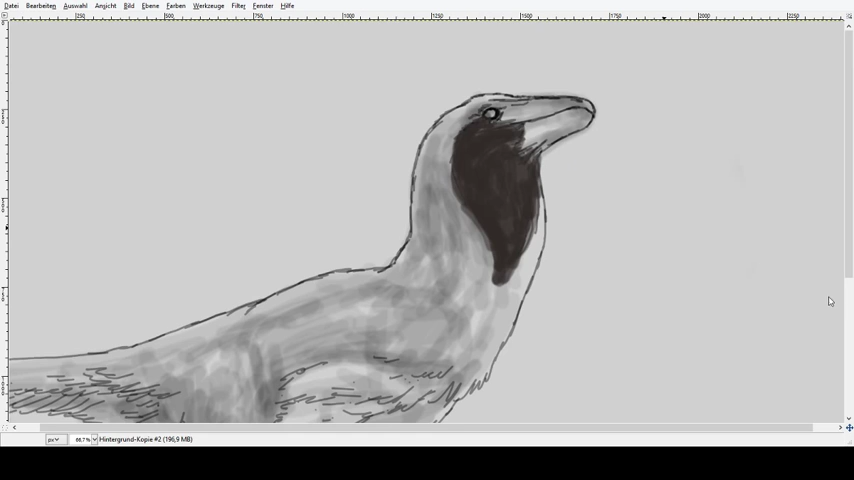 Datei Bearbeiten Auswahl Ansicht Bild Ebene Farben Werkzeuge Filter Fenster Hilfe
250 500 750 1000 1250 1500 1750 2000 2250
px 66,7% Hintergrund-Kopie #2 (196,9 MB)